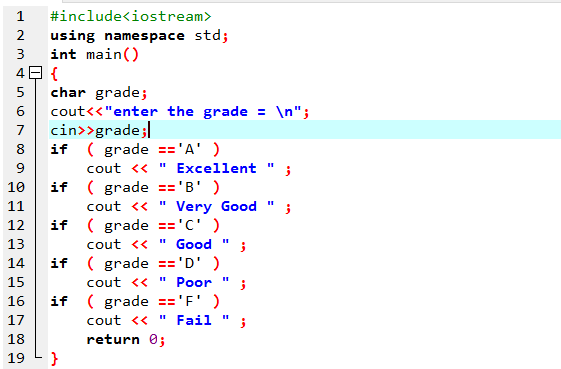 1 #include<iostream>
2 using namespace std;
3 int main()
4 {
5 char grade;
6 cout<<"enter the grade = \n";
7 cin>>grade;
8 if ( grade =='A' )
9 cout << " Excellent " ;
10 if ( grade =='B' )
11 cout << " Very Good " ;
12 if ( grade =='C' )
13 cout << " Good " ;
14 if ( grade =='D' )
15 cout << " Poor " ;
16 if ( grade =='F' )
17 cout << " Fail " ;
18 return 0;
19 }